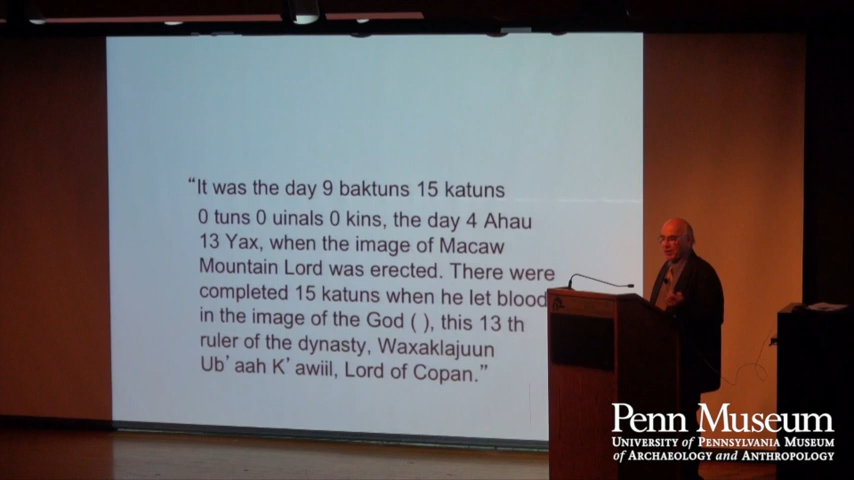 “It was the day 9 baktuns 15 katuns
0 tuns 0 uinals 0 kins, the day 4 Ahau
13 Yax, when the image of Macaw
Mountain Lord was erected. There were
completed 15 katuns when he let blood
in the image of the God ( ), this 13 th
ruler of the dynasty, Waxaklajuun
Ub’aah K’awiil, Lord of Copan.”
Penn Museum
University of Pennsylvania Museum
of Archaeology and Anthropology